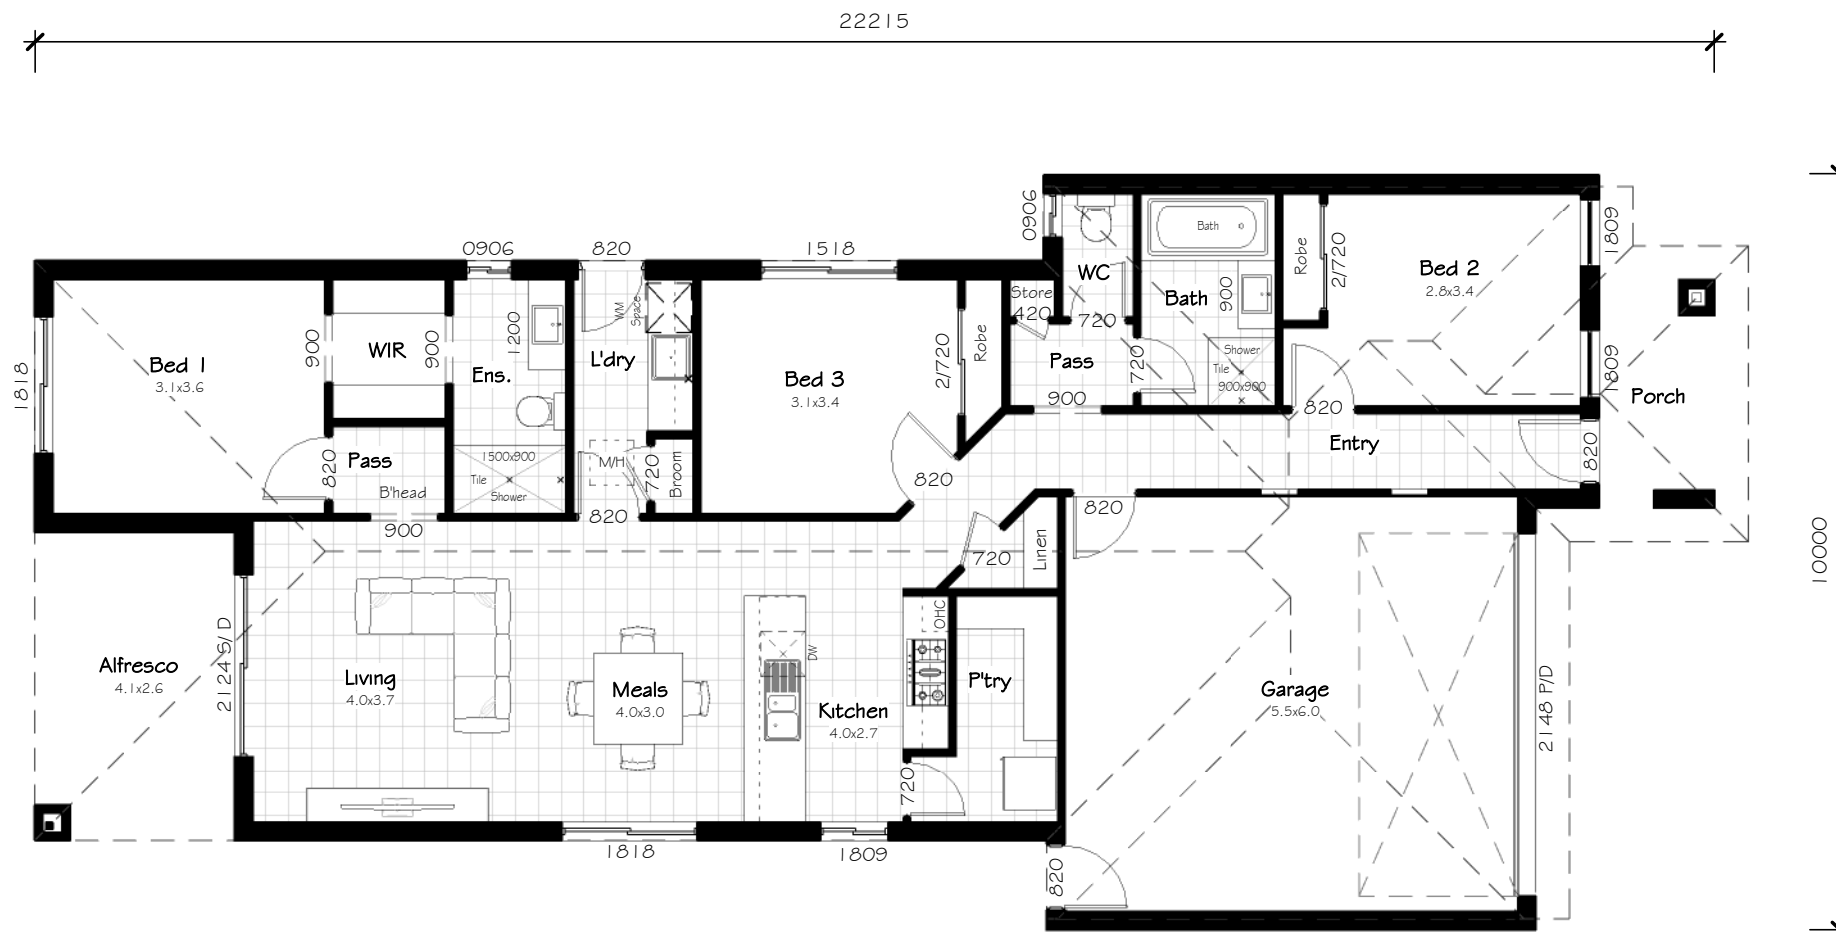 22215
0906
820
1518
0906
1809
WC
Bath
Robe
2/720
Bed 2
2.8x3.4
Store
420
720
Bath
900
WM
Space
1200
900
WIR
900
Ens.
L'dry
Bed 1
3.1x3.6
1818
Bed 3
3.1x3.4
2/720
Robe
Pass
720
Shower
Tile
900x900
1809
Porch
900
820
Entry
820
Pass
820
B'head
1500x900
Tile
Shower
M/H
720
Broom
820
900
820
820
720
Linen
10000
OHC
Alfresco
4.1x2.6
2124 S/D
Living
4.0x3.7
Meals
4.0x3.0
DW
Kitchen
4.0x2.7
P'try
Garage
5.5x6.0
2148 P/D
720
1818
1809
820